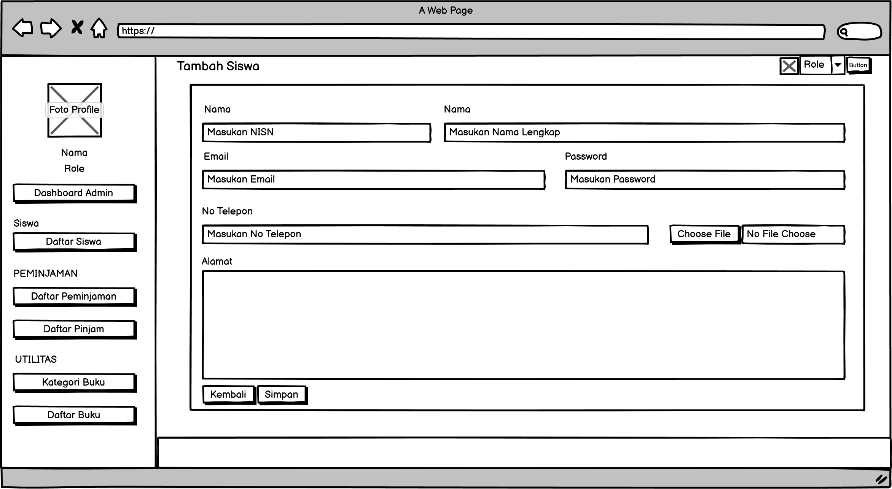 A Web Page
https://
Tambah Siswa
Role
Button
Foto Profile
Nama
Role
Dashboard Admin
Siswa
Daftar Siswa
PEMINJAMAN
Daftar Peminjaman
Daftar Pinjam
UTILITAS
Kategori Buku
Daftar Buku
Nama
Nama
Masukan NISN
Masukan Nama Lengkap
Email
Password
Masukan Email
Masukan Password
No Telepon
Masukan No Telepon
Choose File
No File Choose
Alamat
Kembali
Simpan